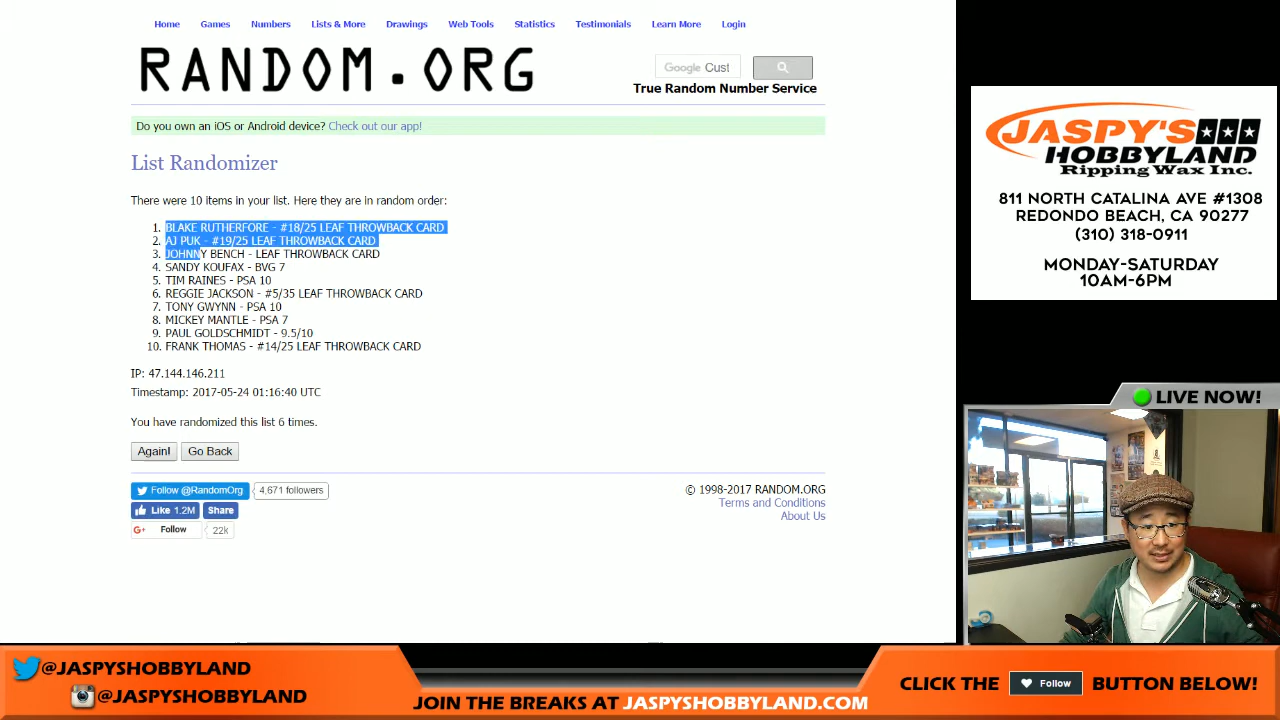 Home Games Numbers Lists & More Drawings Web Tools Statistics Testimonials Learn More Login
RANDOM.ORG
Google Cust
True Random Number Service
Do you own an iOS or Android device? Check out our app!
List Randomizer
There were 10 items in your list. Here they are in random order:
1. BLAKE RUTHERFORE - #18/25 LEAF THROWBACK CARD
2. AJ PUK - #19/25 LEAF THROWBACK CARD
3. JOHNNY BENCH - LEAF THROWBACK CARD
4. SANDY KOUFAX - BVG 7
5. TIM RAINES - PSA 10
6. REGGIE JACKSON - #5/35 LEAF THROWBACK CARD
7. TONY GWYNN - PSA 10
8. MICKEY MANTLE - PSA 7
9. PAUL GOLDSCHMIDT - 9.5/10
10. FRANK THOMAS - #14/25 LEAF THROWBACK CARD
IP: 47.144.146.211
Timestamp: 2017-05-24 01:16:40 UTC
You have randomized this list 6 times.
Again! Go Back
Follow @RandomOrg 4,671 followers
Like 1.2M Share
G+ Follow 22k
© 1998-2017 RANDOM.ORG
Terms and Conditions
About Us
JASPY'S
HOBBYLAND
Ripping Wax Inc.
811 NORTH CATALINA AVE #1308
REDONDO BEACH, CA 90277
(310) 318-0911
MONDAY-SATURDAY
10AM-6PM
LIVE NOW!
@JASPYSHOBBYLAND
@JASPYSHOBBYLAND
JOIN THE BREAKS AT JASPYSHOBBYLAND.COM
CLICK THE Follow BUTTON BELOW!